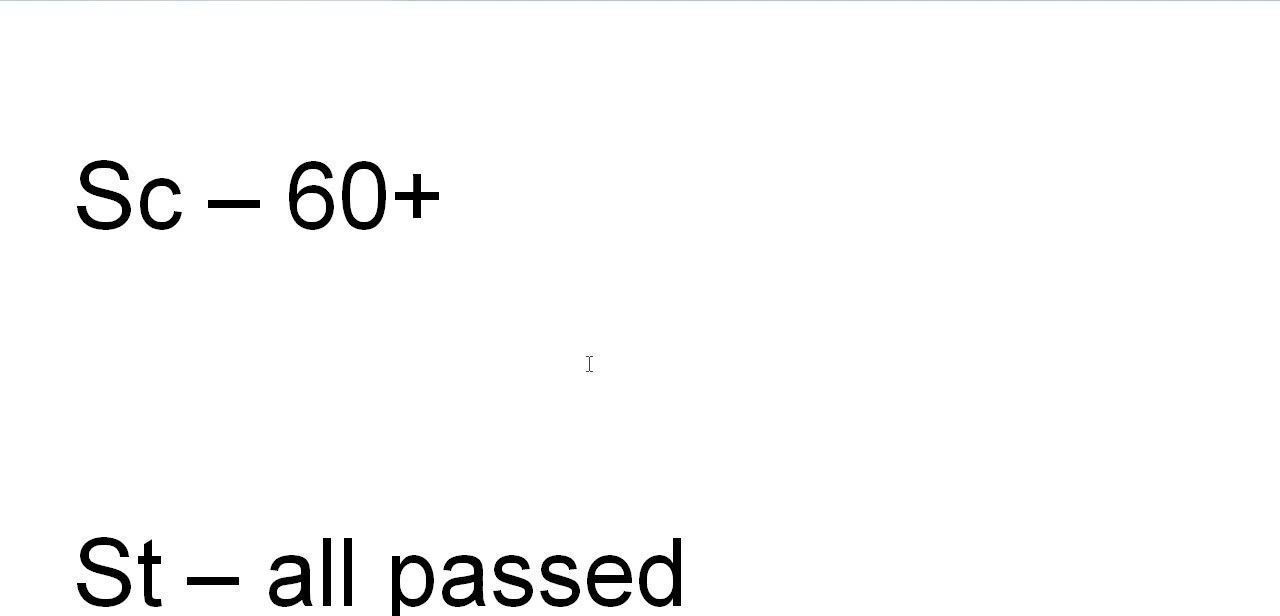 Sc – 60+
St – all passed